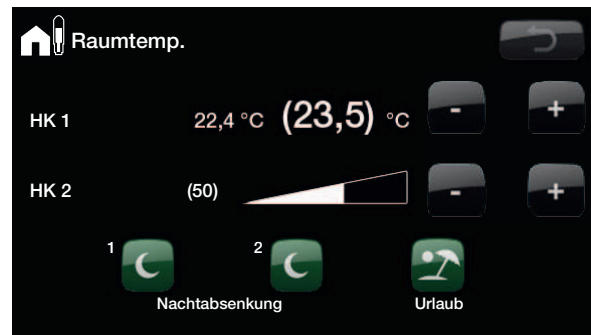 Raumtemp.
HK 1 22,4 °C (23,5) °C - +
HK 2 (50) - +
1 2
Nachtabsenkung Urlaub